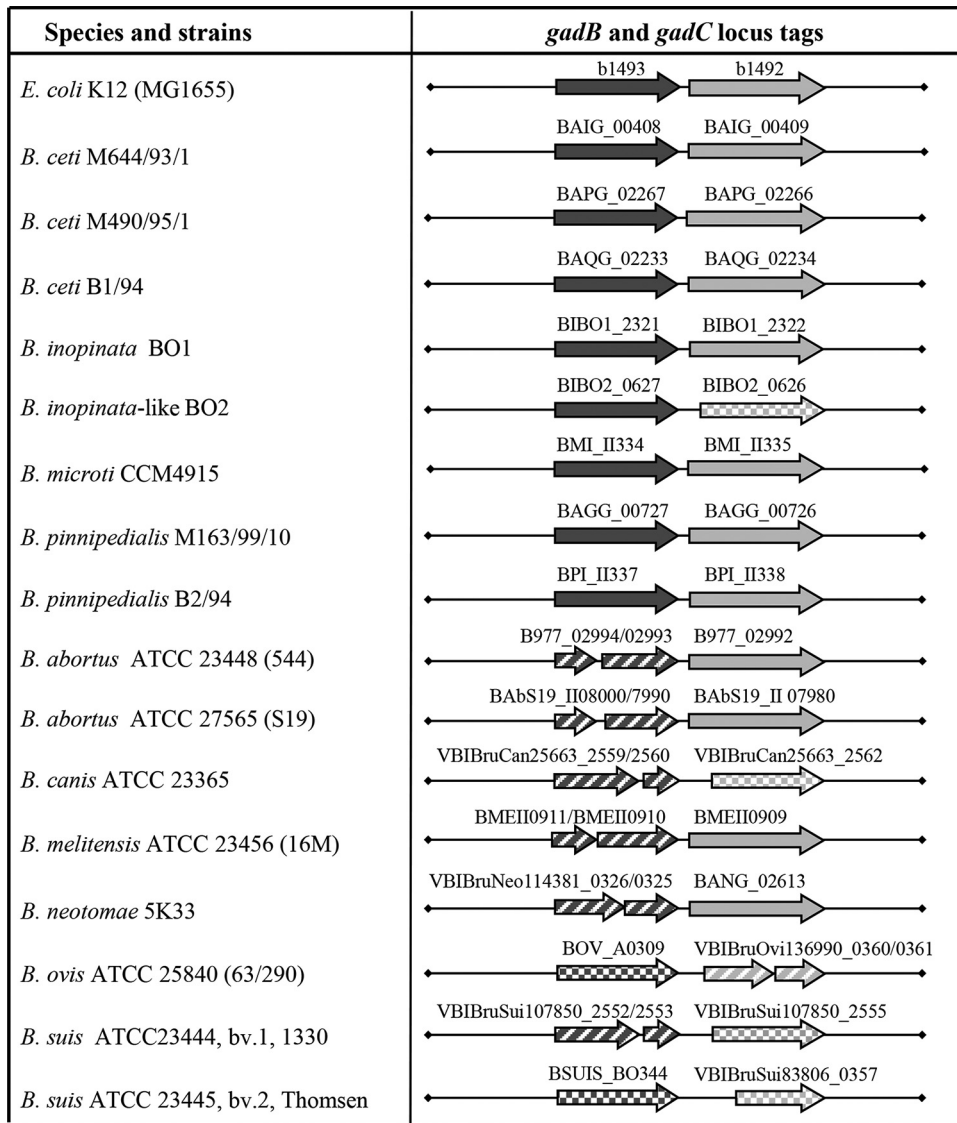 Species and strains gadB and gadC locus tags
b1493 b1492
E. coli K12 (MG1655)
BAIG_00408 BAIG_00409
B. ceti M644/93/1
BAPG_02267 BAPG_02266
B. ceti M490/95/1
BAQG_02233 BAQG_02234
B. ceti B1/94
BIBO1_2321 BIBO1_2322
B. inopinata BO1
BIBO2_0627 BIBO2_0626
B. inopinata-like BO2
BMI_II334 BMI_II335
B. microti CCM4915
BAGG_00727 BAGG_00726
B. pinnipedialis M163/99/10
BPI_II337 BPI_II338
B. pinnipedialis B2/94
B977_02994/02993 B977_02992
B. abortus ATCC 23448 (544)
BAbS19_II08000/7990 BAbS19_II 07980
B. abortus ATCC 27565 (S19)
VBIBruCan25663_2559/2560 VBIBruCan25663_2562
B. canis ATCC 23365
BMEII0911/BMEII0910 BMEII0909
B. melitensis ATCC 23456 (16M)
VBIBruNeo114381_0326/0325 BANG_02613
B. neotomae 5K33
BOV_A0309 VBIBruOvi136990_0360/0361
B. ovis ATCC 25840 (63/290)
VBIBruSui107850_2552/2553 VBIBruSui107850_2555
B. suis ATCC23444, bv.1, 1330
BSUIS_BO344 VBIBruSui83806_0357
B. suis ATCC 23445, bv.2, Thomsen